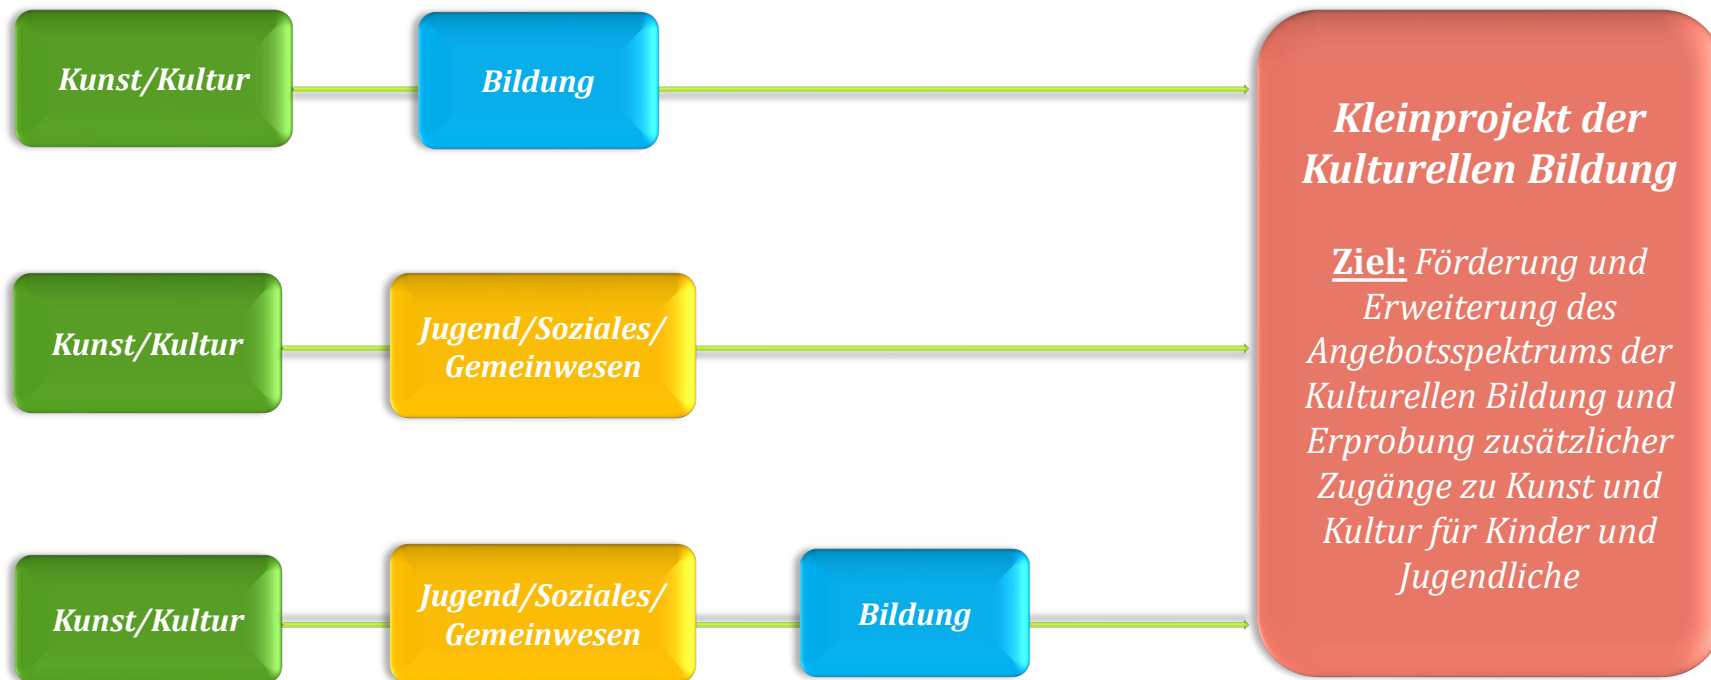 Kunst/Kultur
Bildung
Kleinprojekt der
Kulturellen Bildung
Ziel: Förderung und
Erweiterung des
Angebotsspektrums der
Kulturellen Bildung und
Erprobung zusätzlicher
Zugänge zu Kunst und
Kultur für Kinder und
Jugendliche
Kunst/Kultur
Jugend/Soziales/
Gemeinwesen
Kunst/Kultur
Jugend/Soziales/
Gemeinwesen
Bildung